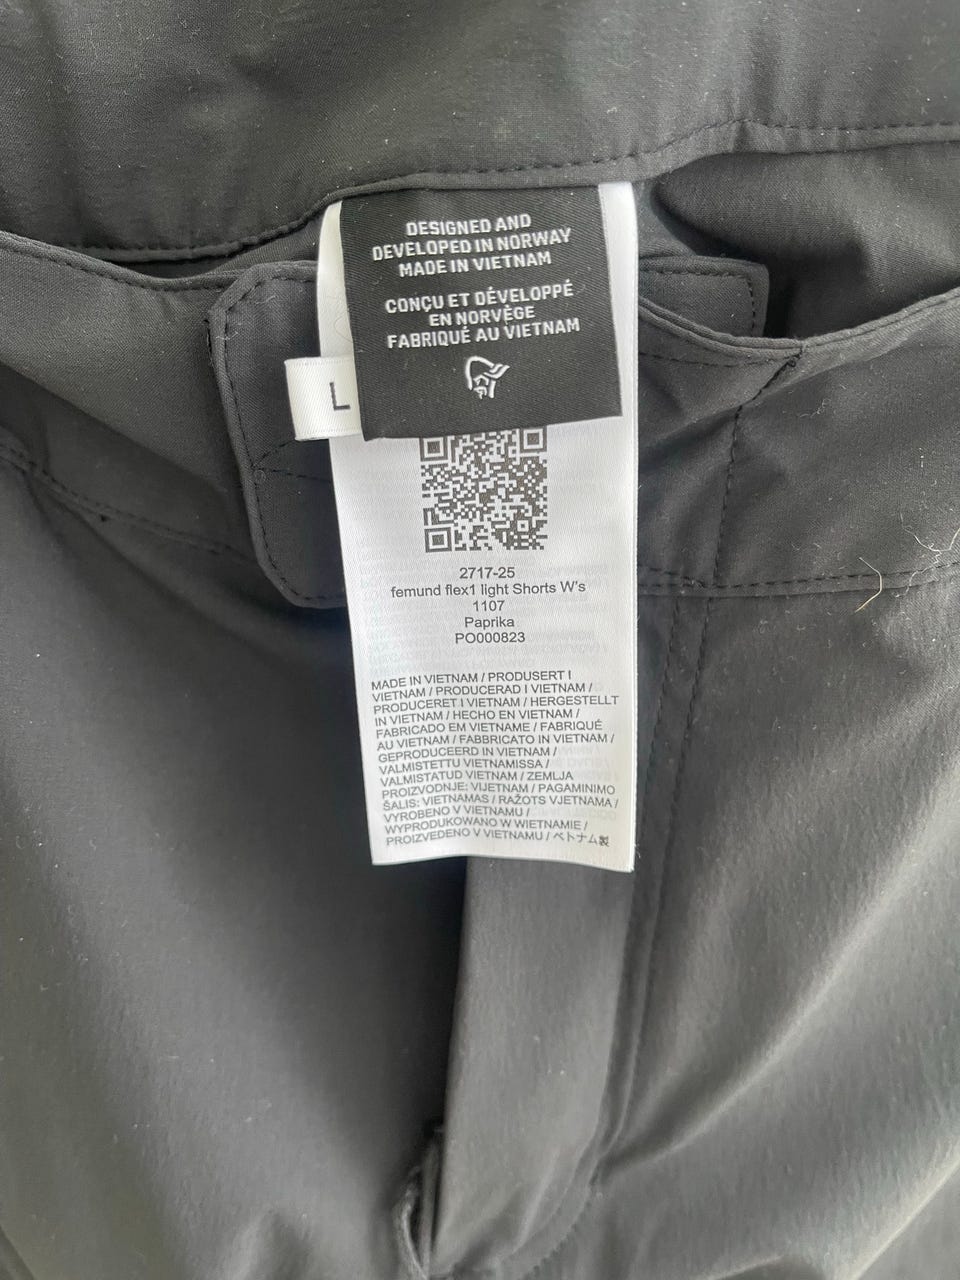 DESIGNED AND
DEVELOPED IN NORWAY
MADE IN VIETNAM
CONÇU ET DÉVELOPPÉ
EN NORVÈGE
FABRIQUÉ AU VIETNAM
L
2717-25
femund flex1 light Shorts W's
1107
Paprika
PO000823
MADE IN VIETNAM / PRODUSERT I
VIETNAM / PRODUCERAD I VIETNAM /
PRODUCERET I VIETNAM / HERGESTELLT
IN VIETNAM / HECHO EN VIETNAM /
FABRICADO EM VIETNAME / FABRIQUÉ
AU VIETNAM / FABBRICATO IN VIETNAM /
GEPRODUCEERD IN VIETNAM /
VALMISTETTU VIETNAMISSA /
VALMISTATUD VIETNAM / ZEMLJA
PROIZVODNJE: VIJETNAM / PAGAMINIMO
ŠALIS: VIETNAMAS / RAŽOTS VJETNAMA /
VYROBENO V VIETNAMU /
WYPRODUKOWANO W WIETNAMIE /
PROIZVEDENO V VIETNAMU / ベトナム製